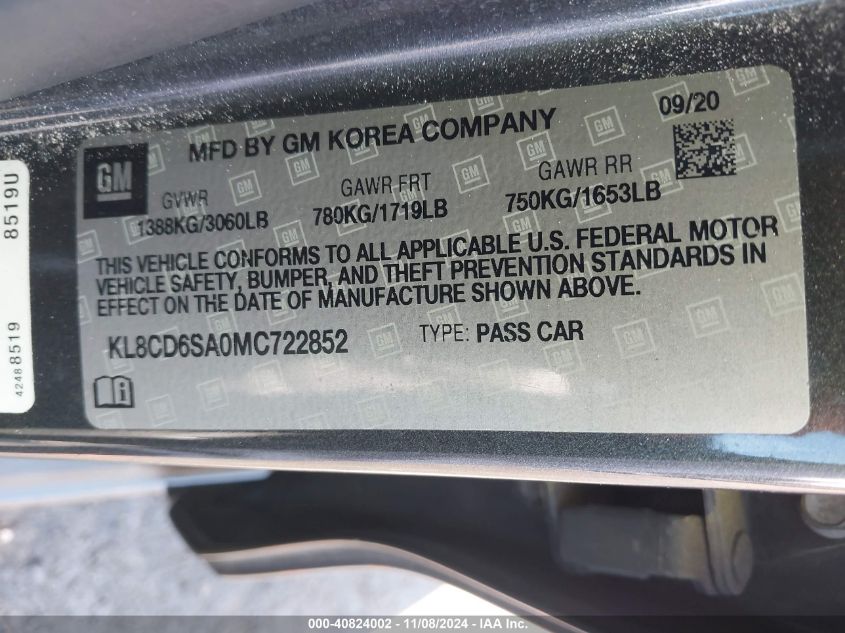 09/20
MFD BY GM KOREA COMPANY
GM
GVWR GAWR FRT GAWR RR
1388KG/3060LB 780KG/1719LB 750KG/1653LB
THIS VEHICLE CONFORMS TO ALL APPLICABLE U.S. FEDERAL MOTOR
VEHICLE SAFETY, BUMPER, AND THEFT PREVENTION STANDARDS IN
EFFECT ON THE DATE OF MANUFACTURE SHOWN ABOVE.
KL8CD6SA0MC722852 TYPE: PASS CAR
8519U
42488519
000-40824002 - 11/08/2024 - IAA Inc.